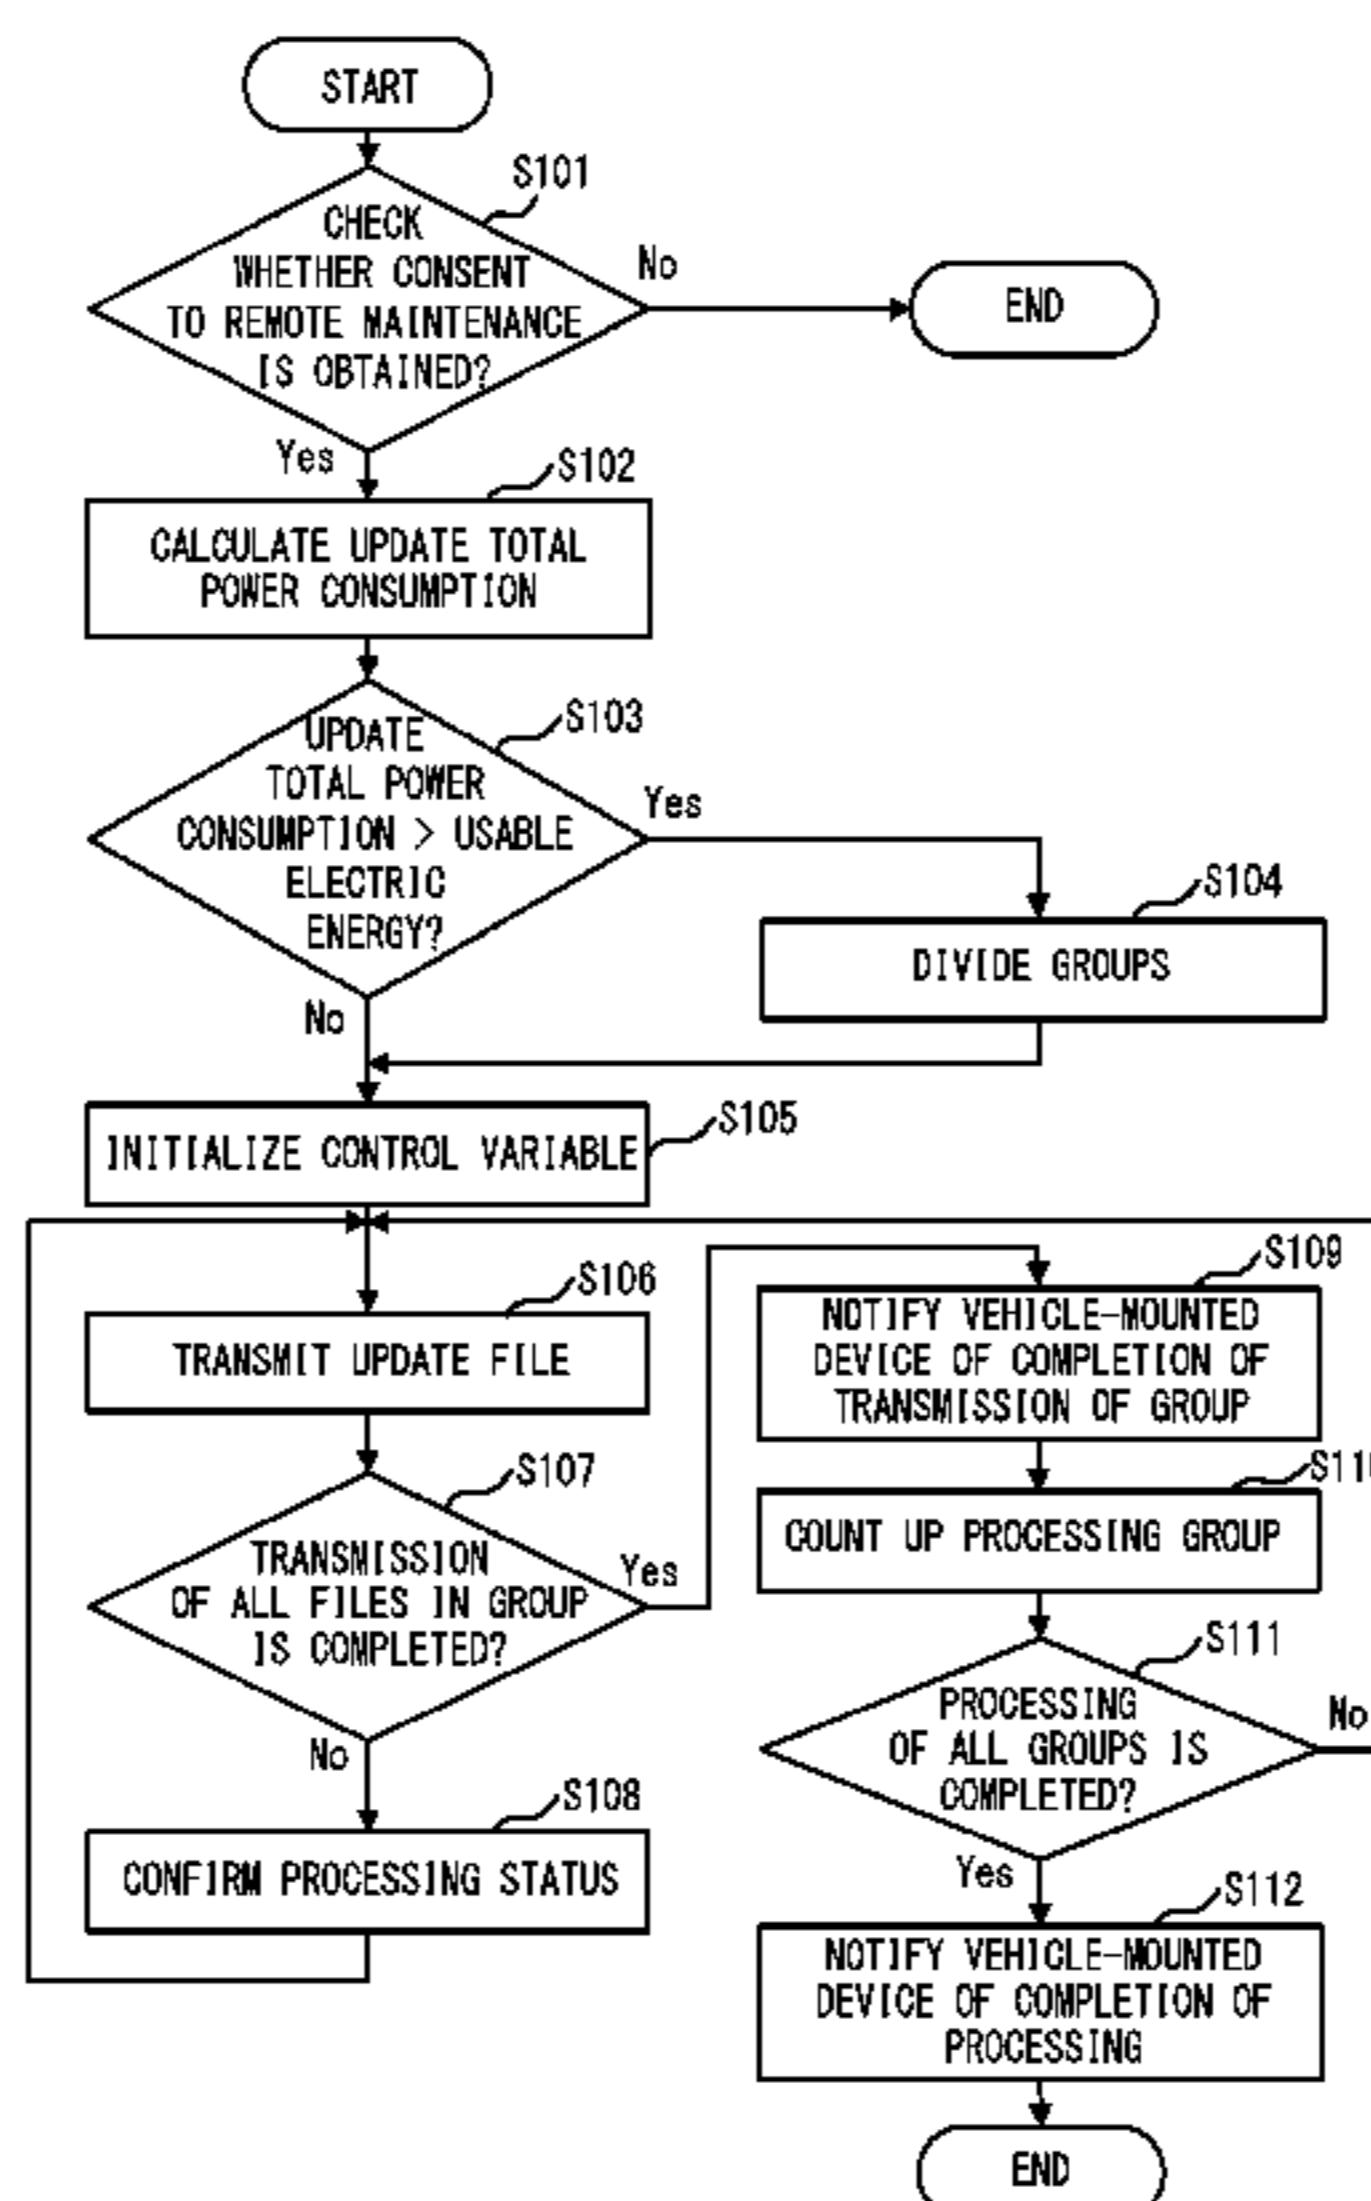 START
S101
CHECK
WHETHER CONSENT
TO REMOTE MAINTENANCE
IS OBTAINED?
No
END
Yes
S102
CALCULATE UPDATE TOTAL
POWER CONSUMPTION
S103
UPDATE
TOTAL POWER
CONSUMPTION > USABLE
ELECTRIC
ENERGY?
Yes
S104
DIVIDE GROUPS
No
S105
INITIALIZE CONTROL VARIABLE
S106
TRANSMIT UPDATE FILE
S107
TRANSMISSION
OF ALL FILES IN GROUP
IS COMPLETED?
Yes
No
S108
CONFIRM PROCESSING STATUS
S109
NOTIFY VEHICLE-MOUNTED
DEVICE OF COMPLETION OF
TRANSMISSION OF GROUP
S110
COUNT UP PROCESSING GROUP
S111
PROCESSING
OF ALL GROUPS IS
COMPLETED?
No
Yes
S112
NOTIFY VEHICLE-MOUNTED
DEVICE OF COMPLETION OF
PROCESSING
END